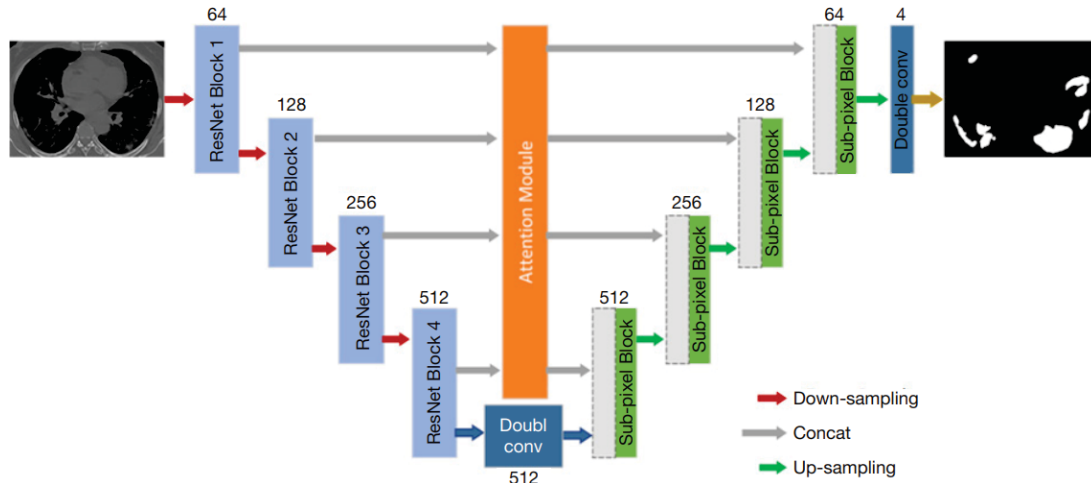 64
ResNet Block 1
128
ResNet Block 2
256
ResNet Block 3
512
ResNet Block 4
Attention Module
Doubl
conv
512
512
Sub-pixel Block
256
Sub-pixel Block
128
Sub-pixel Block
64
Sub-pixel Block
4
Double conv
Down-sampling
Concat
Up-sampling